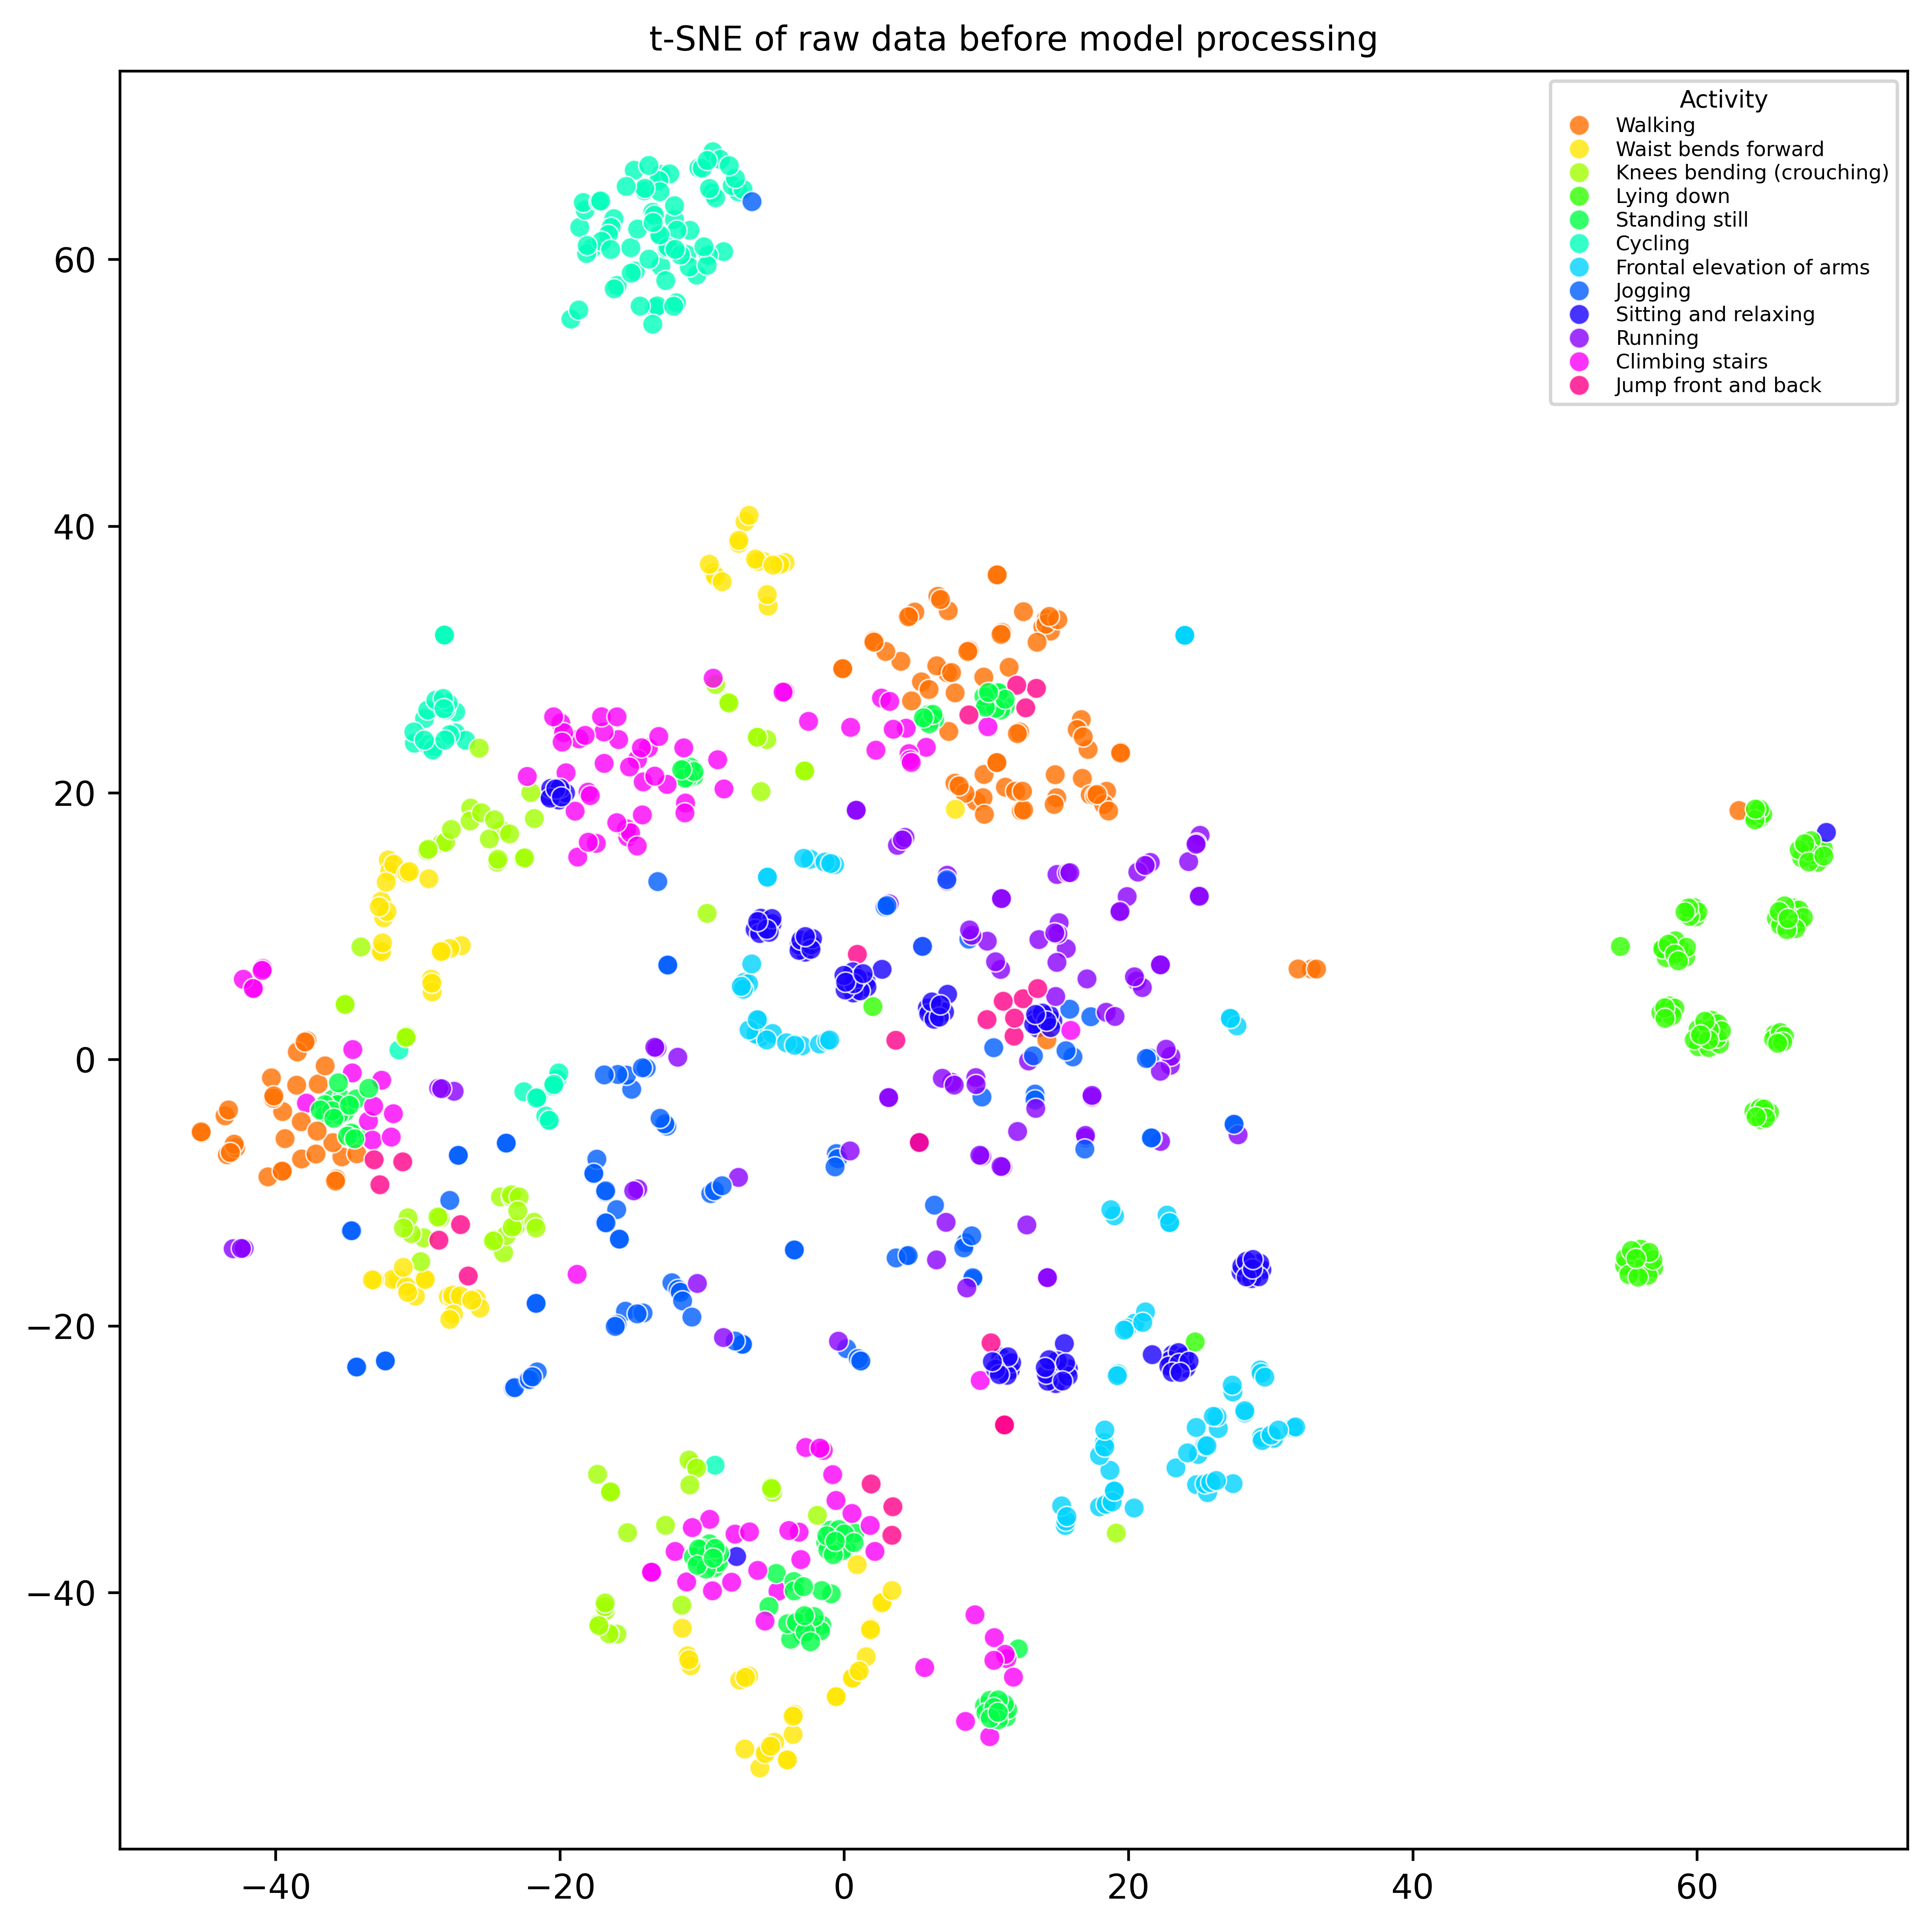 t-SNE of raw data before model processing
Activity
Walking
Waist bends forward
Knees bending (crouching)
Lying down
Standing still
Cycling
Frontal elevation of arms
Jogging
Sitting and relaxing
Running
Climbing stairs
Jump front and back
60
40
20
0
−20
−40
−40 −20 0 20 40 60